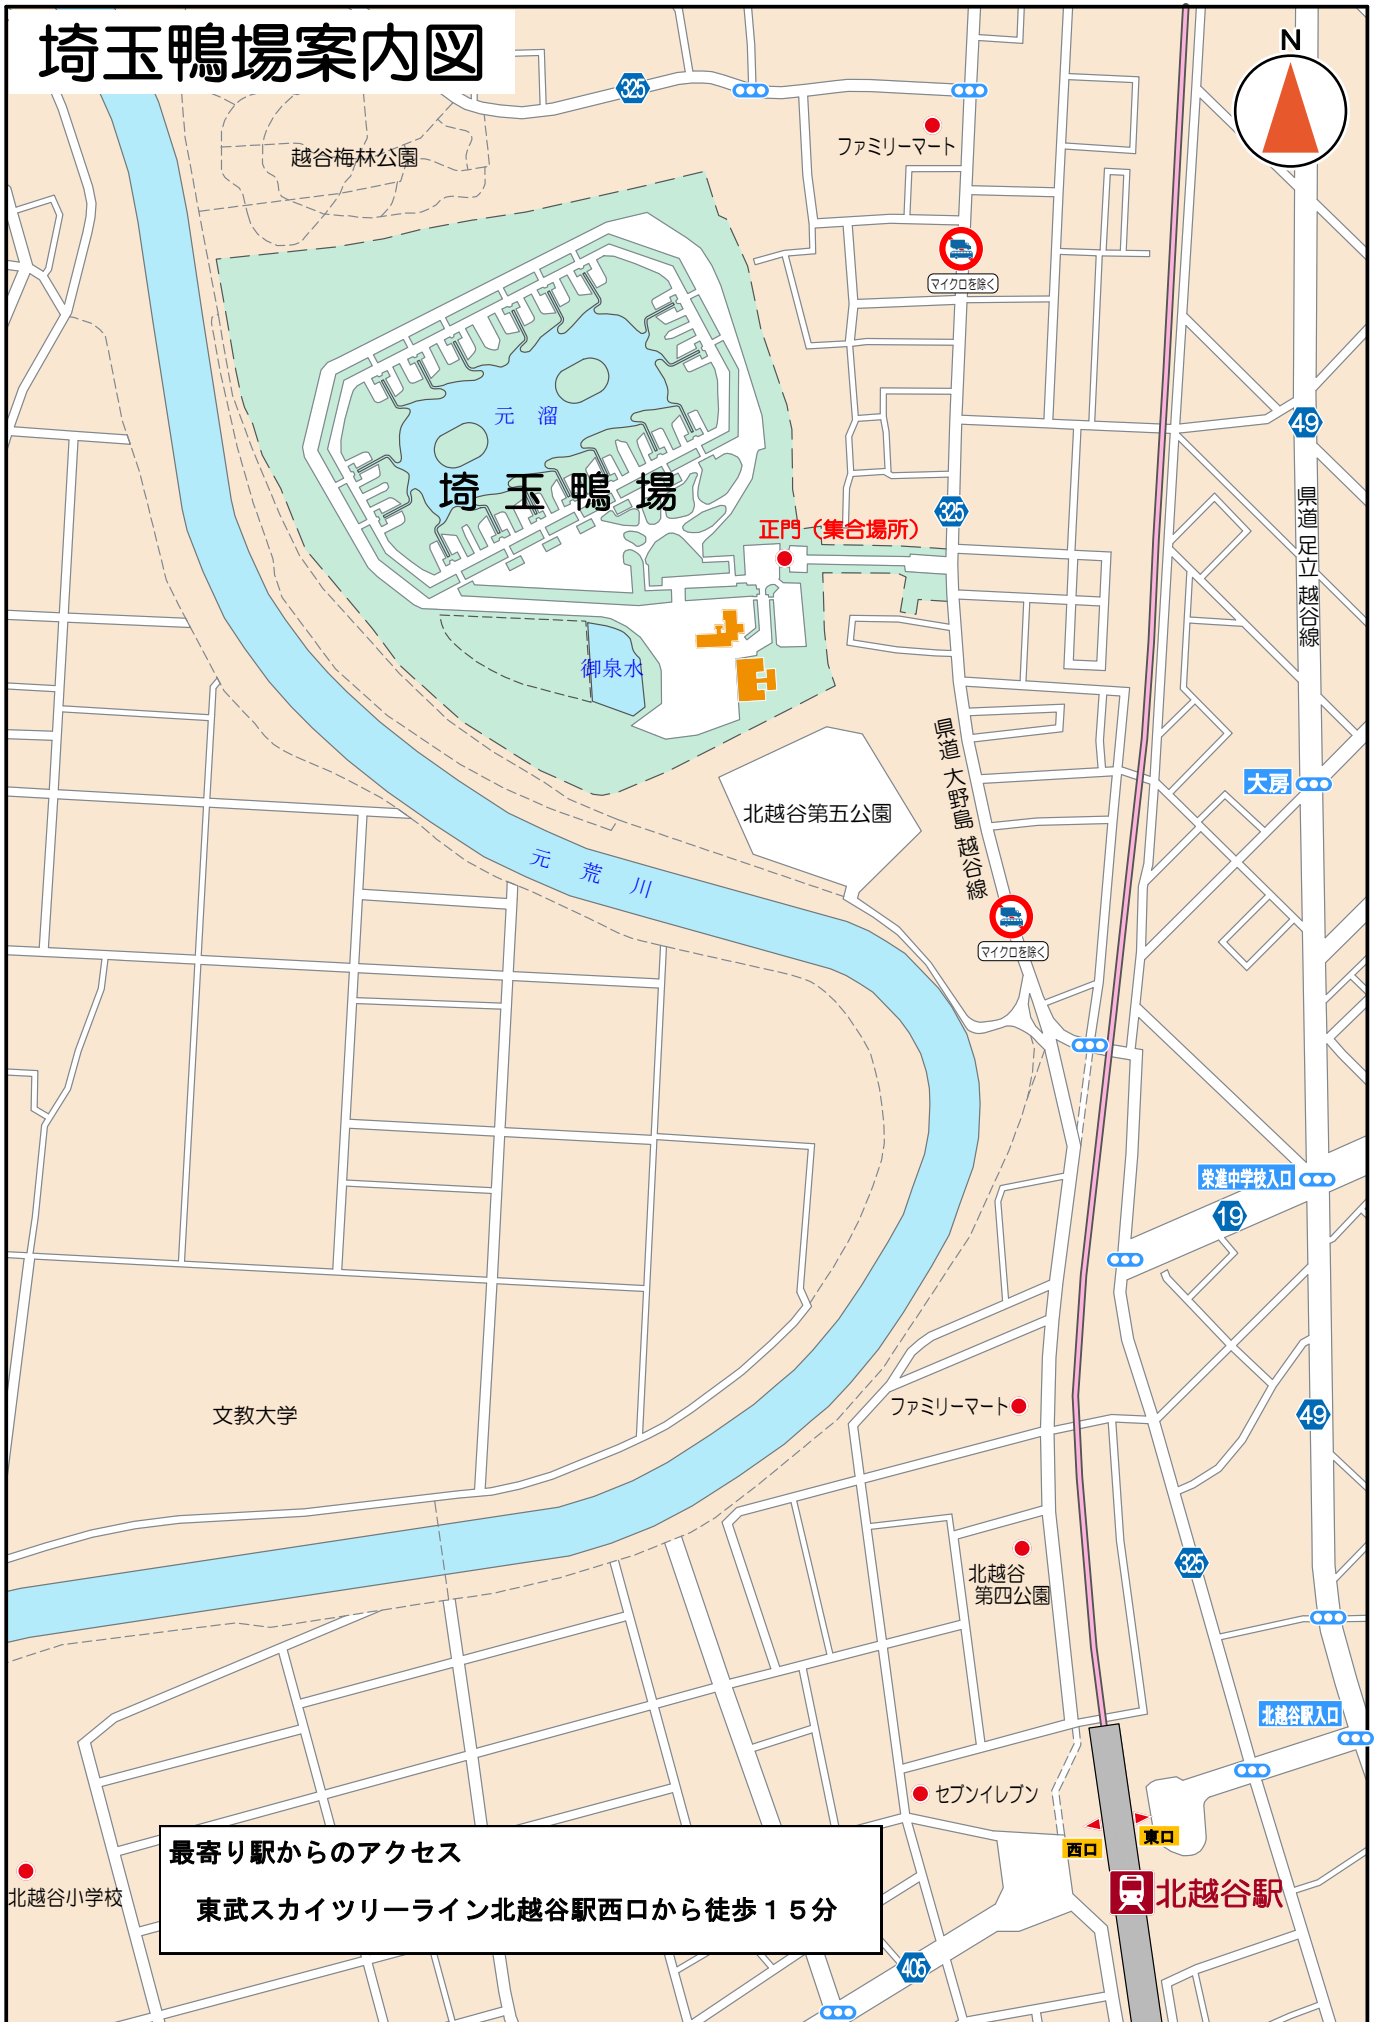 埼玉鴨場案内図
N
325
ファミリーマート
越谷梅林公園
マイクロを除く
元 溜
49
埼 玉 鴨 場
325
正門（集合場所）
県道 足立 越谷線
御泉水
県道 大野島 越谷線
大房
北越谷第五公園
元 荒 川
マイクロを除く
栄進中学校入口
19
ファミリーマート
文教大学
49
325
北越谷
第四公園
北越谷駅入口
セブンイレブン
東口
西口
最寄り駅からのアクセス
東武スカイツリーライン北越谷駅西口から徒歩１５分
北越谷駅
北越谷小学校
405